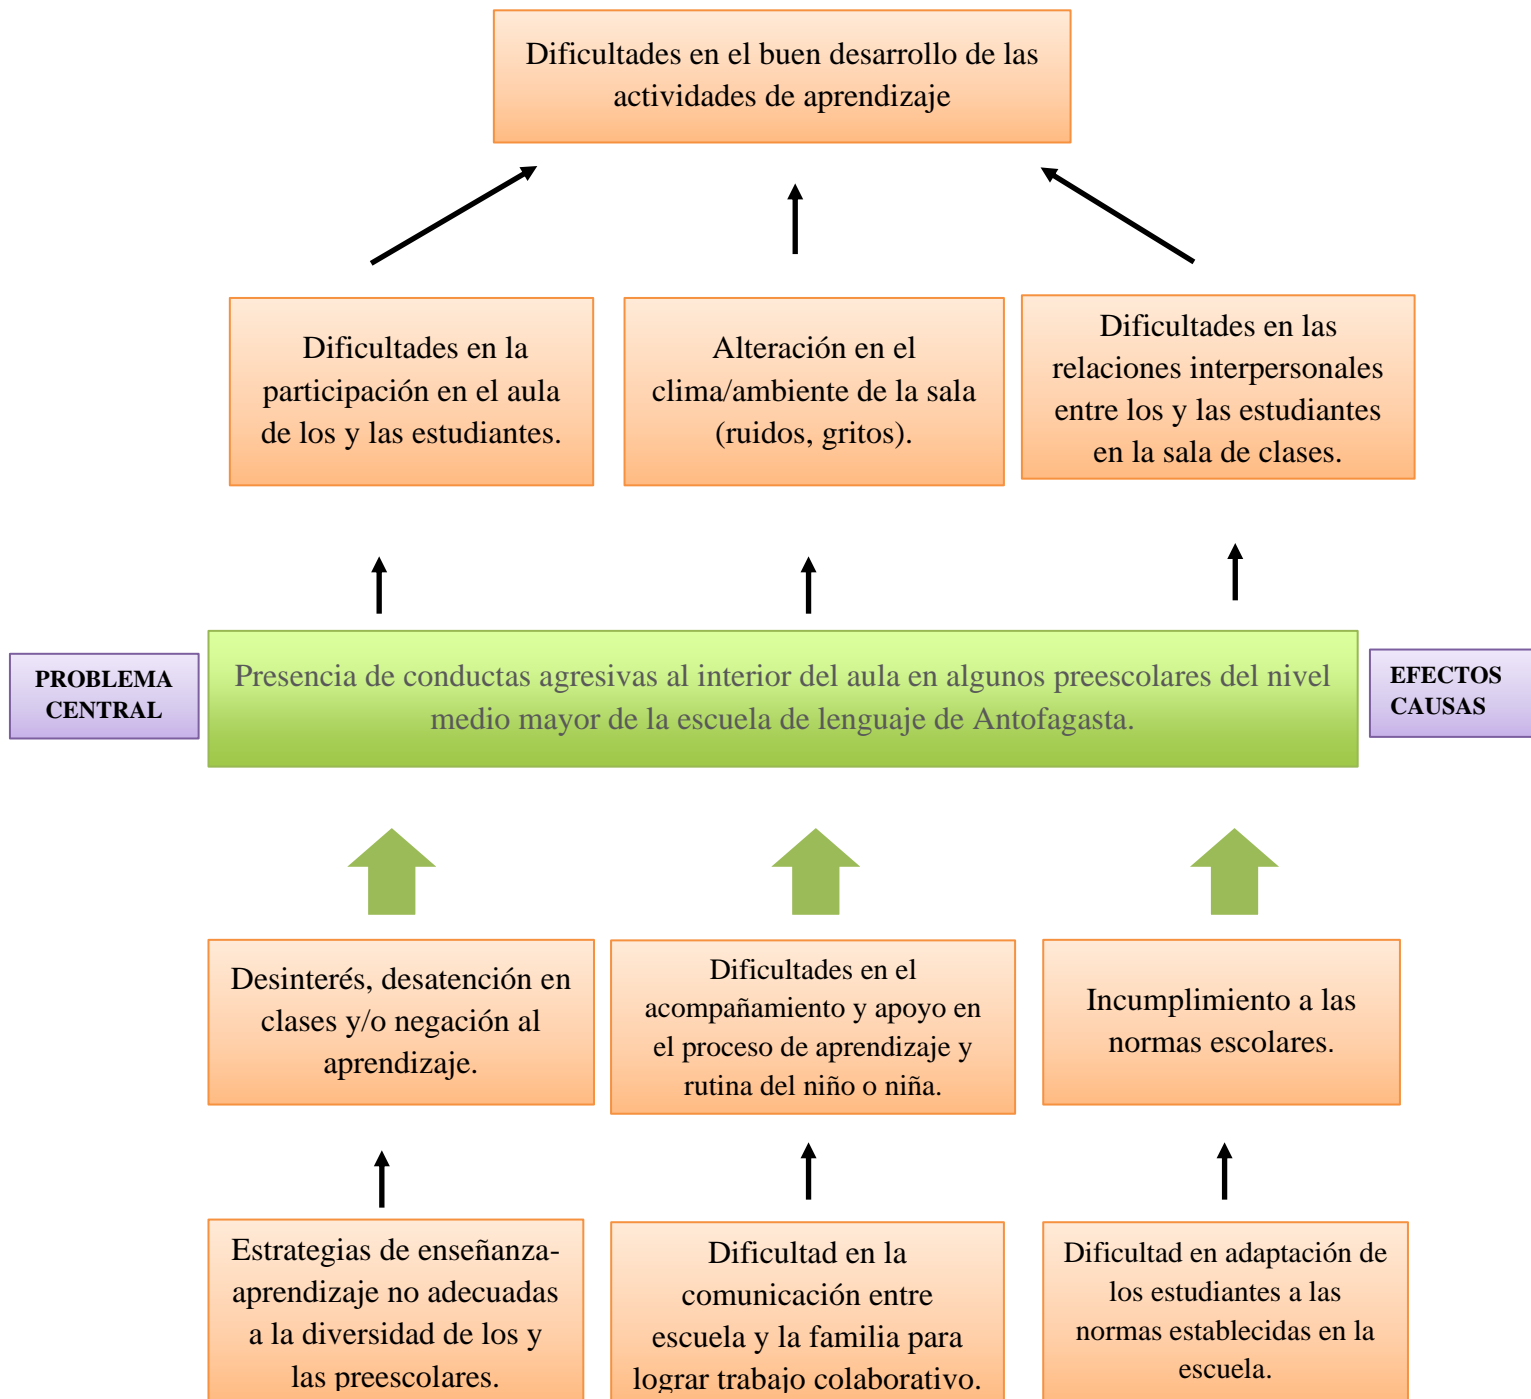 Dificultades en el buen desarrollo de las
actividades de aprendizaje
Dificultades en la
participación en el aula
de los y las estudiantes.
Alteración en el
clima/ambiente de la sala
(ruidos, gritos).
Dificultades en las
relaciones interpersonales
entre los y las estudiantes
en la sala de clases.
PROBLEMA
CENTRAL
Presencia de conductas agresivas al interior del aula en algunos preescolares del nivel
medio mayor de la escuela de lenguaje de Antofagasta.
EFECTOS
CAUSAS
Desinterés, desatención en
clases y/o negación al
aprendizaje.
Dificultades en el
acompañamiento y apoyo en
el proceso de aprendizaje y
rutina del niño o niña.
Incumplimiento a las
normas escolares.
Estrategias de enseñanza-
aprendizaje no adecuadas
a la diversidad de los y
las preescolares.
Dificultad en la
comunicación entre
escuela y la familia para
lograr trabajo colaborativo.
Dificultad en adaptación de
los estudiantes a las
normas establecidas en la
escuela.